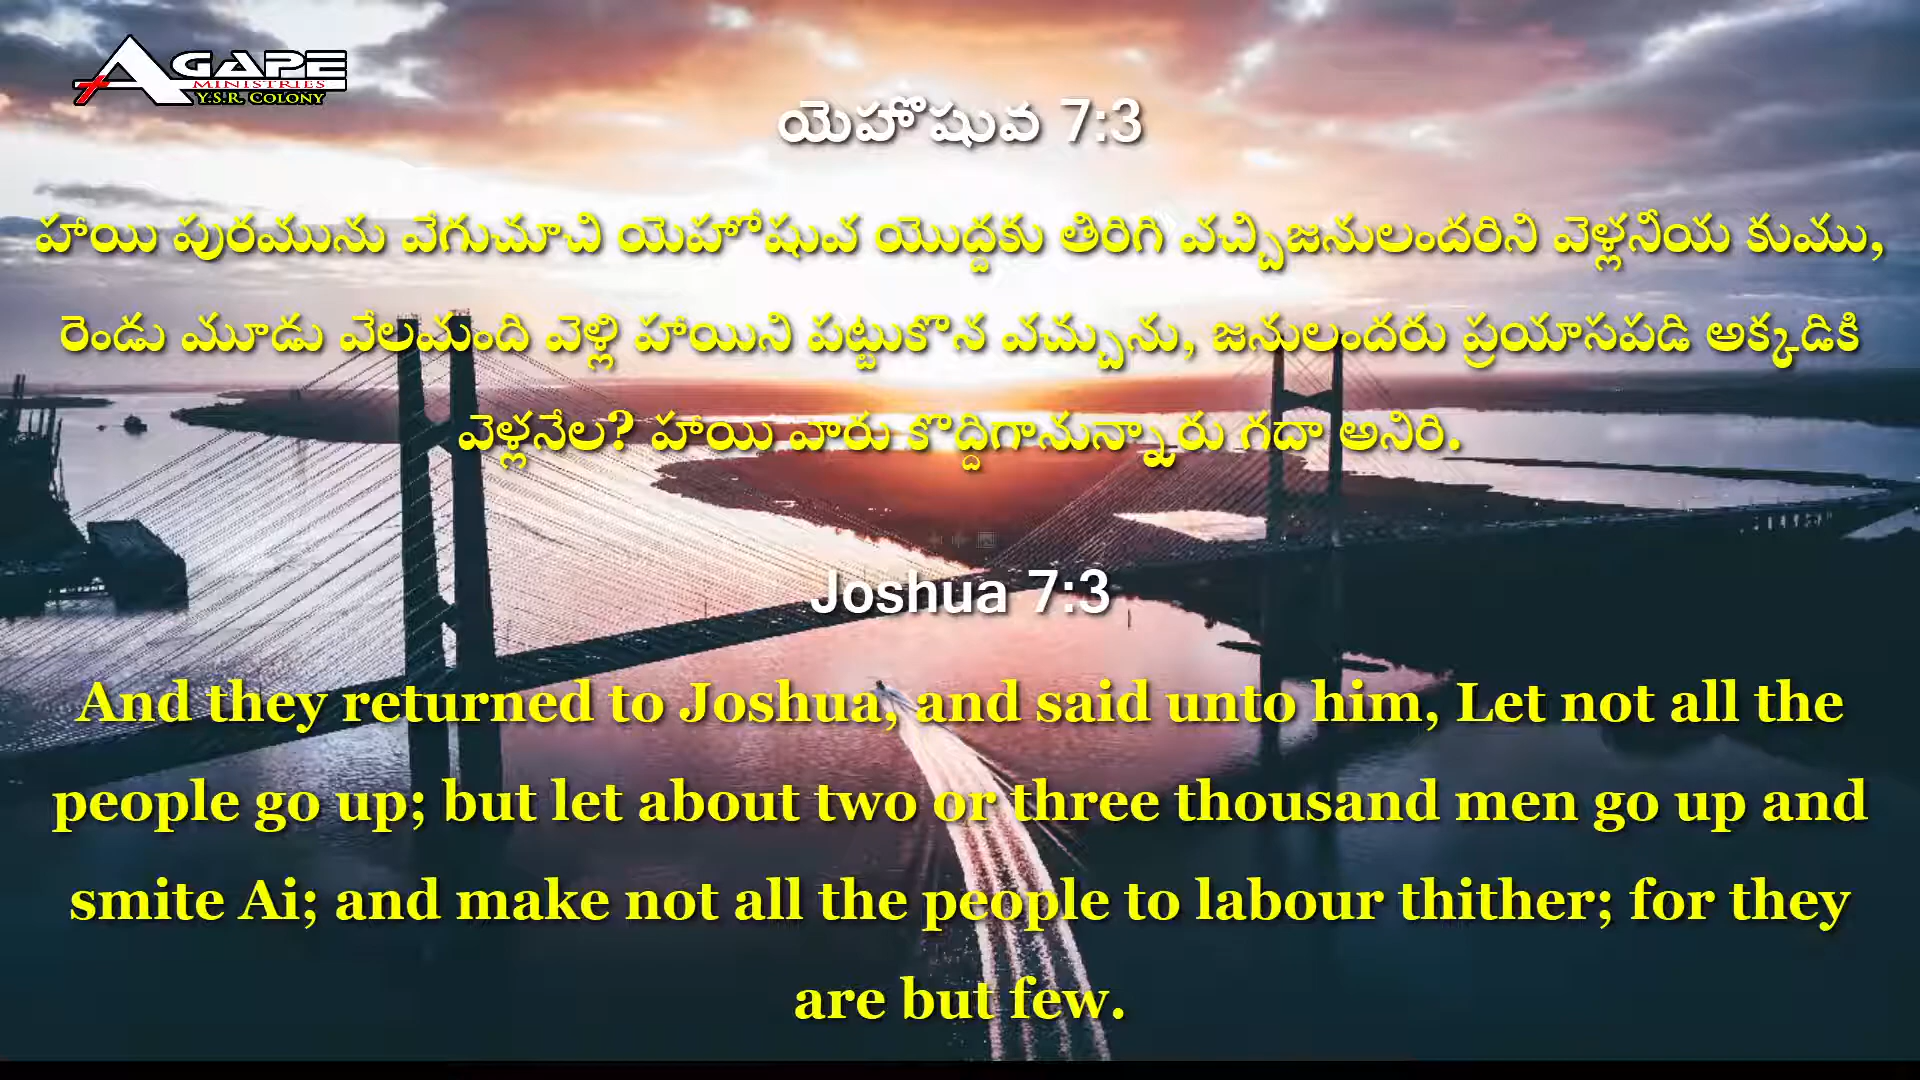 AGAPE
MINISTRIES
Y.S.R. COLONY
యెహొషువ 7:3
హాయి పురమును వేగుచూచి యెహోషువ యొద్దకు తిరిగి వచ్చిజనులందరిని వెళ్లనీయ కుము,
రెండు మూడు వేలమంది వెళ్లి హాయిని పట్టుకొన వచ్చును, జనులందరు ప్రయాసపడి అక్కడికి
వెళ్లనేల? హాయి వారు కొద్దిగానున్నారు గదా అనిరి.
Joshua 7:3
And they returned to Joshua, and said unto him, Let not all the
people go up; but let about two or three thousand men go up and
smite Ai; and make not all the people to labour thither; for they
are but few.